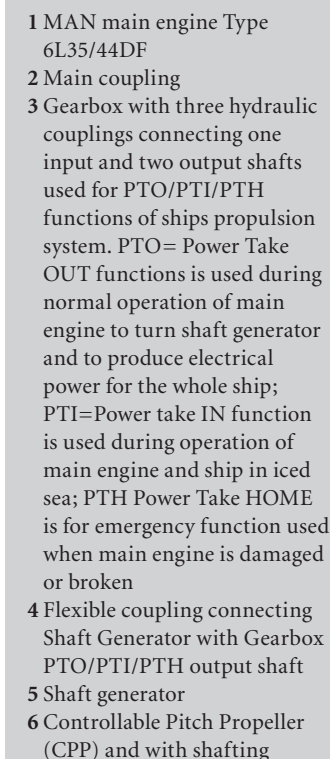 1 MAN main engine Type
6L35/44DF
2 Main coupling
3 Gearbox with three hydraulic
couplings connecting one
input and two output shafts
used for PTO/PTI/PTH
functions of ships propulsion
system. PTO= Power Take
OUT functions is used during
normal operation of main
engine to turn shaft generator
and to produce electrical
power for the whole ship;
PTI=Power take IN function
is used during operation of
main engine and ship in iced
sea; PTH Power Take HOME
is for emergency function used
when main engine is damaged
or broken
4 Flexible coupling connecting
Shaft Generator with Gearbox
PTO/PTI/PTH output shaft
5 Shaft generator
6 Controllable Pitch Propeller
(CPP) and with shafting